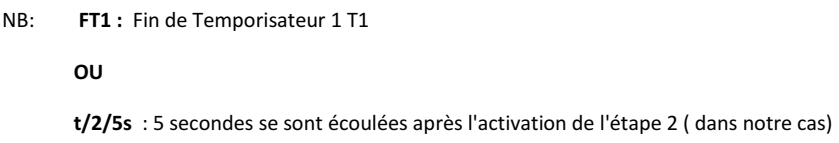 NB: FT1 : Fin de Temporisateur 1 T1
OU
t/2/5s : 5 secondes se sont écoulées après l'activation de l'étape 2 ( dans notre cas)